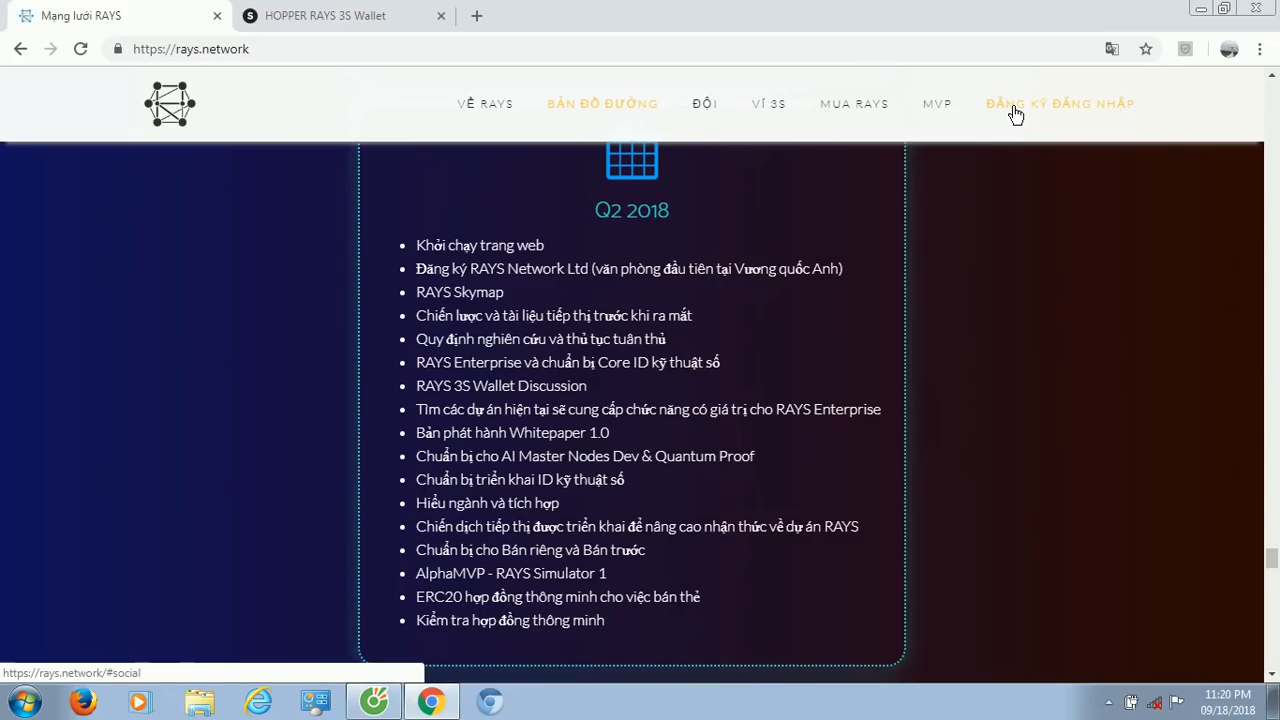 Mạng lưới RAYS
HOPPER RAYS 3S Wallet
https://rays.network
VỀ RAYS BẢN ĐỒ ĐƯỜNG ĐỘI VÍ 3S MUA RAYS MVP ĐĂNG KÝ ĐĂNG NHẬP
Q2 2018
Khởi chạy trang web
Đăng ký RAYS Network Ltd (văn phòng đầu tiên tại Vương quốc Anh)
RAYS Skymap
Chiến lược và tài liệu tiếp thị trước khi ra mắt
Quy định nghiên cứu và thủ tục tuân thủ
RAYS Enterprise và chuẩn bị Core ID kỹ thuật số
RAYS 3S Wallet Discussion
Tìm các dự án hiện tại sẽ cung cấp chức năng có giá trị cho RAYS Enterprise
Bản phát hành Whitepaper 1.0
Chuẩn bị cho AI Master Nodes Dev & Quantum Proof
Chuẩn bị triển khai ID kỹ thuật số
Hiểu ngành và tích hợp
Chiến dịch tiếp thị được triển khai để nâng cao nhận thức về dự án RAYS
Chuẩn bị cho Bán riêng và Bán trước
AlphaMVP - RAYS Simulator 1
ERC20 hợp đồng thông minh cho việc bán thẻ
Kiểm tra hợp đồng thông minh
https://rays.network/#social
11:20 PM
09/18/2018